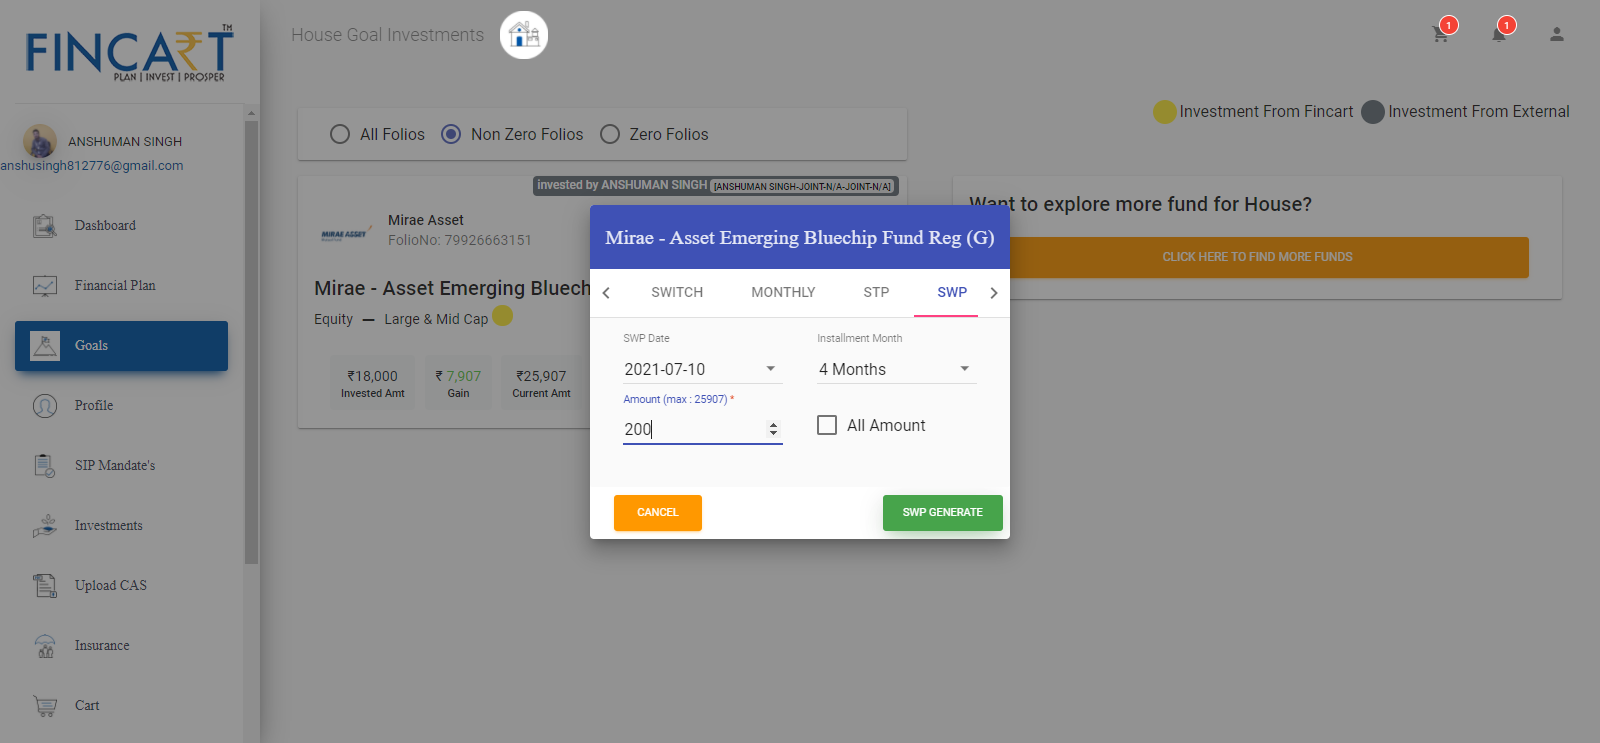 FINCART
TM
PLAN | INVEST | PROSPER
ANSHUMAN SINGH
anshusingh812776@gmail.com
Dashboard
Financial Plan
Goals
Profile
SIP Mandate's
Investments
Upload CAS
Insurance
Cart
House Goal Investments
1
1
All Folios Non Zero Folios Zero Folios
Investment From Fincart Investment From External
invested by ANSHUMAN SINGH [ANSHUMAN SINGH-JOINT-N/A-JOINT-N/A]
MIRAE ASSET
Mirae Asset
FolioNo: 79926663151
Mirae - Asset Emerging Bluech
Equity — Large & Mid Cap
₹18,000
Invested Amt
₹ 7,907
Gain
₹25,907
Current Amt
Want to explore more fund for House?
CLICK HERE TO FIND MORE FUNDS
Mirae - Asset Emerging Bluechip Fund Reg (G)
SWITCH MONTHLY STP SWP
SWP Date
2021-07-10
Installment Month
4 Months
Amount (max : 25907) *
200
All Amount
CANCEL
SWP GENERATE